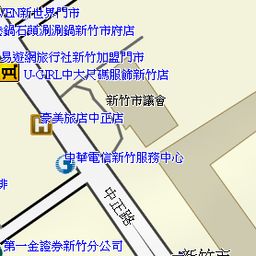 VEN新世界門市
鍋石頭涮涮鍋新竹市府店
易遊網旅行社新竹加盟門市
U-GIRL中大尺碼服飾新竹店
新竹市議會
豪美旅店中正店
中華電信新竹服務中心
排
中正路
第一金證券新竹分公司
新竹市